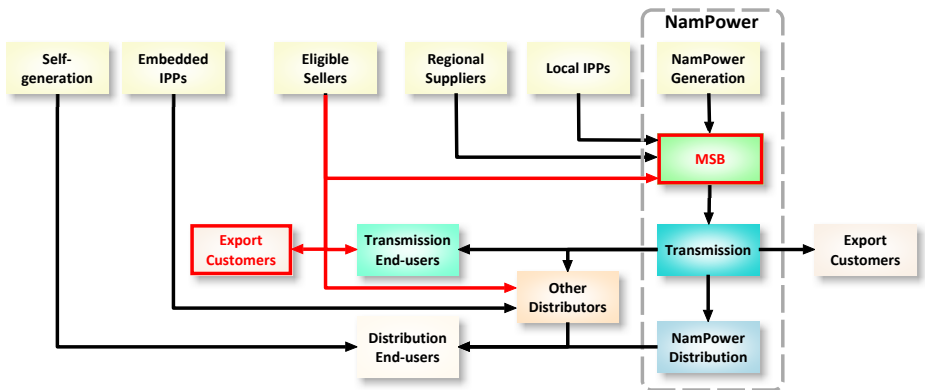 NamPower
Self-
generation
Embedded
IPPs
Eligible
Sellers
Regional
Suppliers
Local IPPs
NamPower
Generation
MSB
Export
Customers
Transmission
End-users
Transmission
Export
Customers
Other
Distributors
Distribution
End-users
NamPower
Distribution